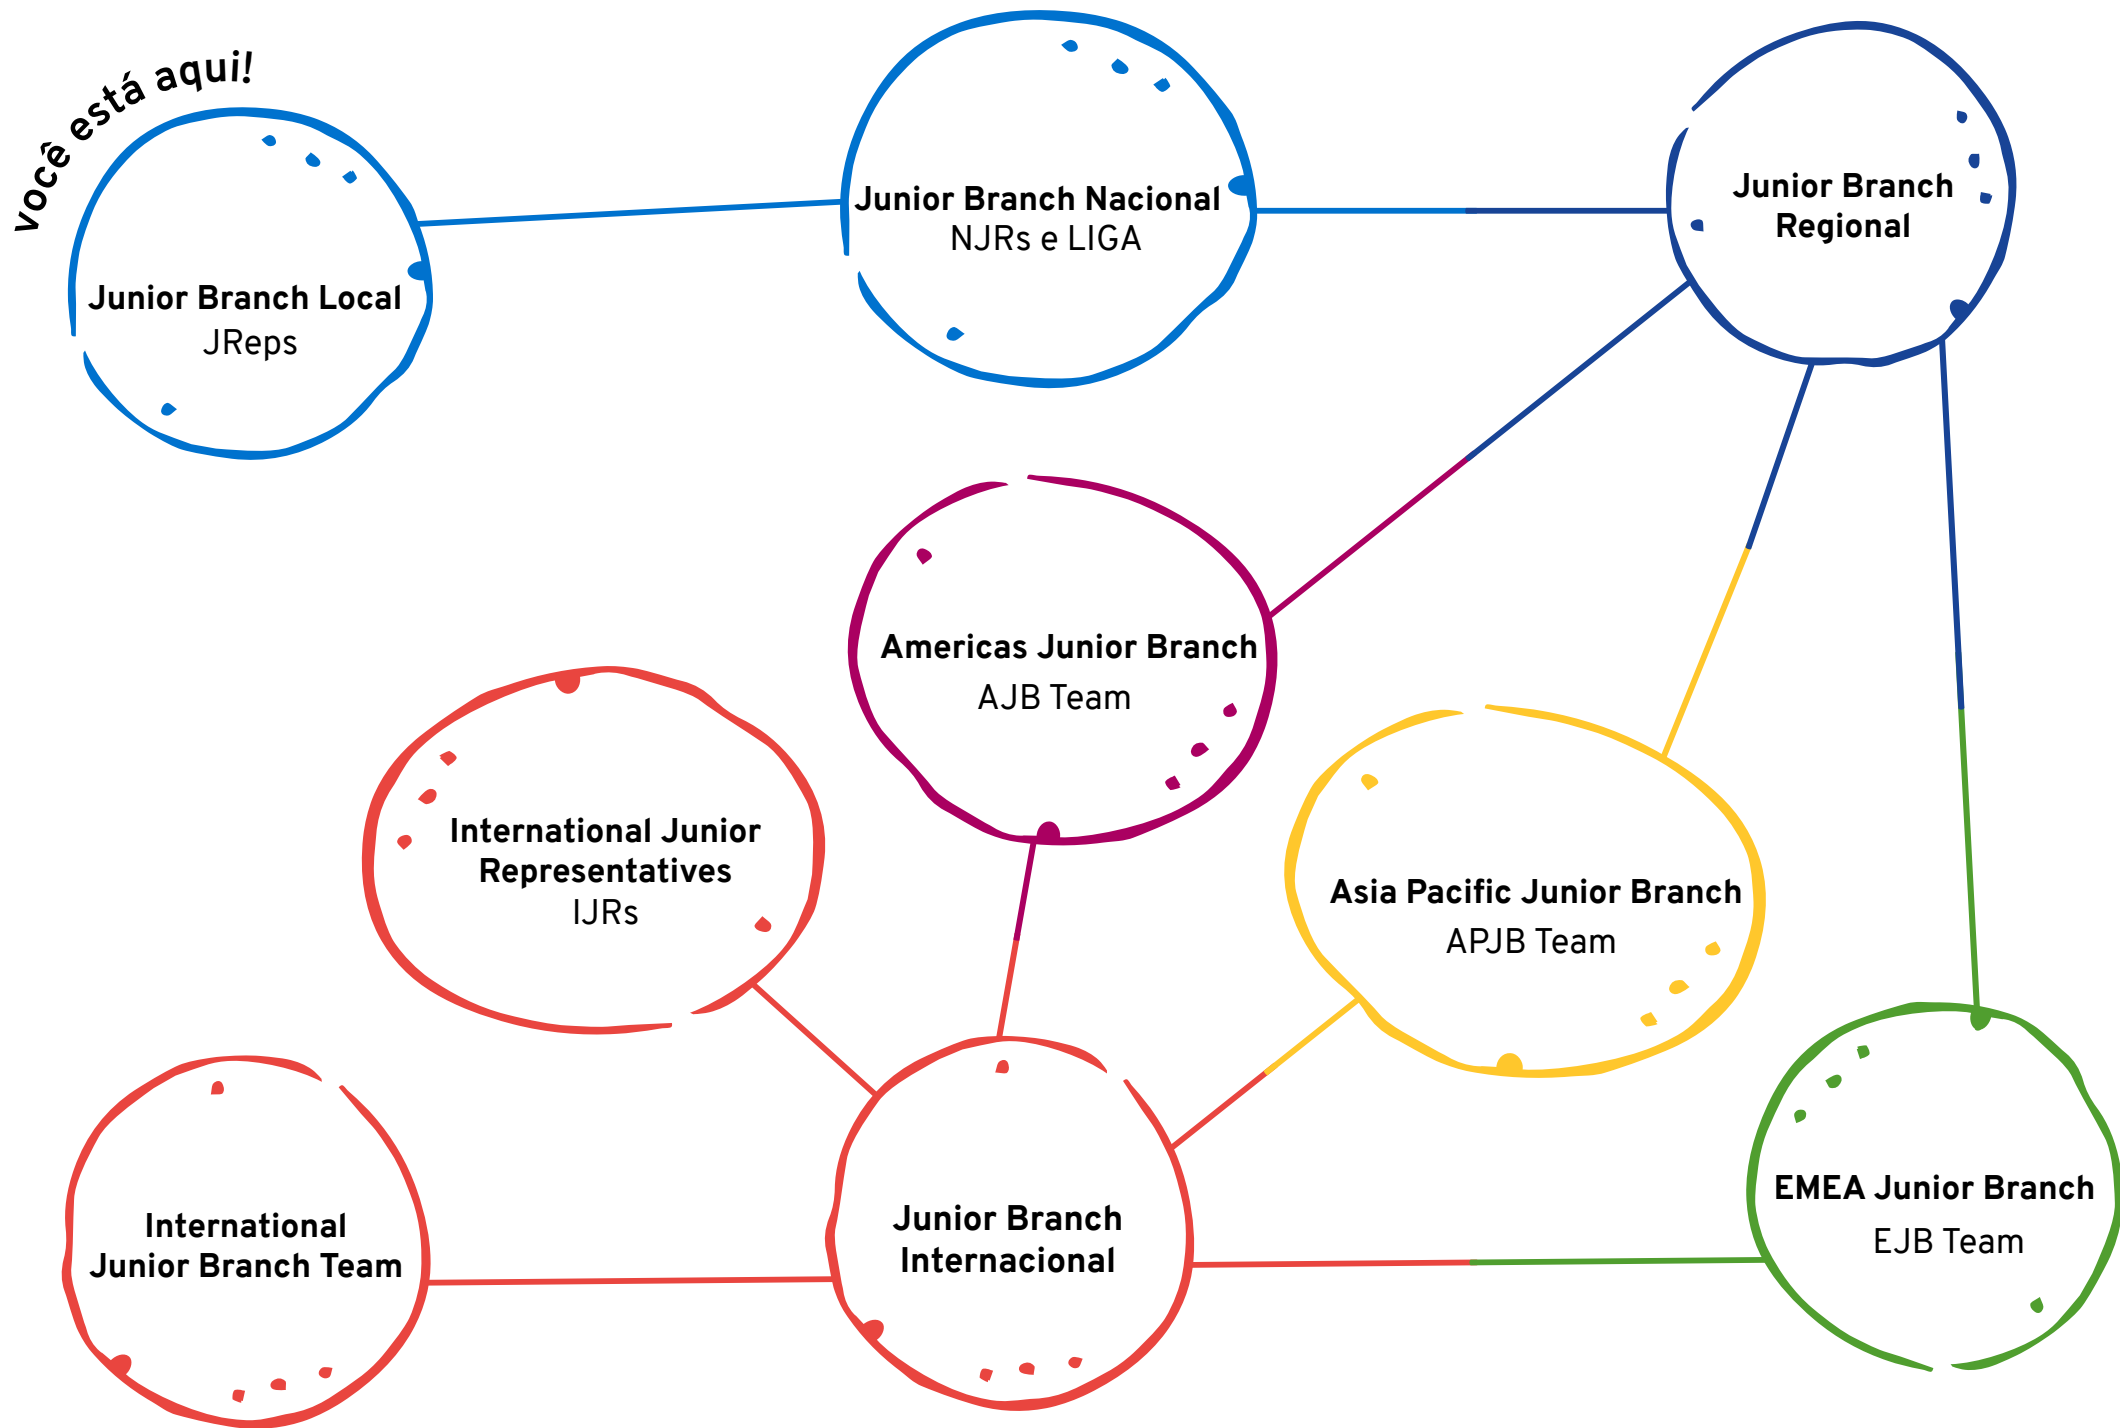 você está aqui!
Junior Branch Local
JReps
Junior Branch Nacional
NJRs e LIGA
Junior Branch
Regional
Americas Junior Branch
AJB Team
International Junior
Representatives
IJRs
Asia Pacific Junior Branch
APJB Team
International
Junior Branch Team
Junior Branch
Internacional
EMEA Junior Branch
EJB Team